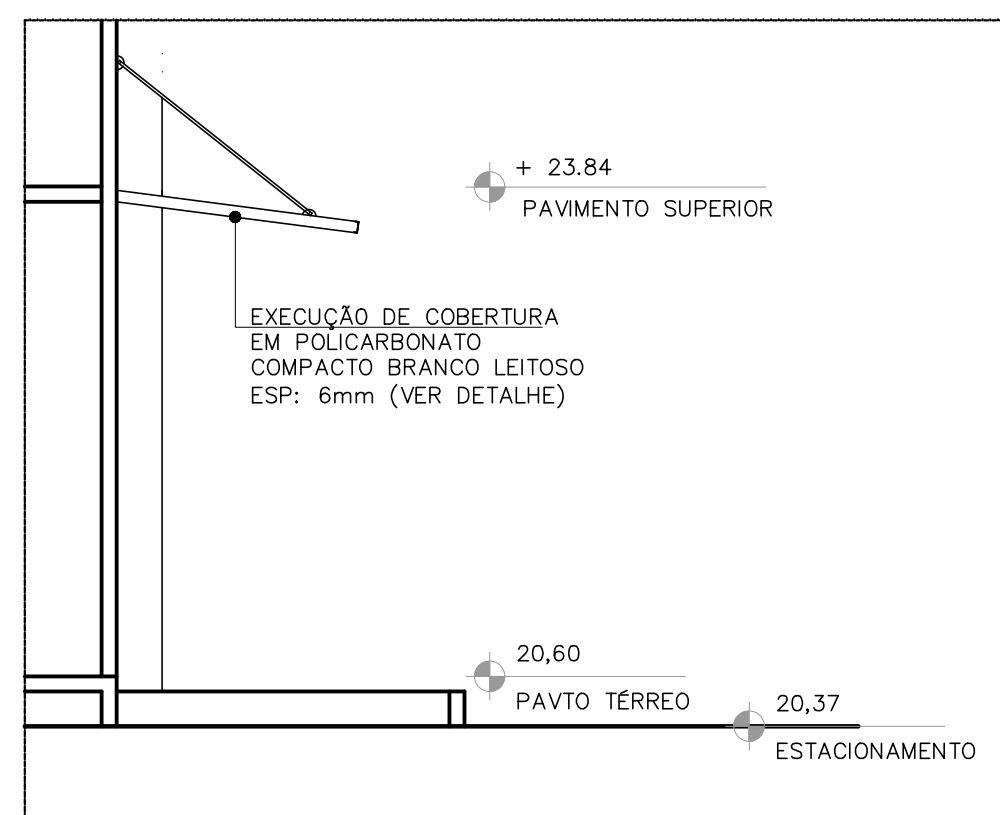 + 23.84
PAVIMENTO SUPERIOR
EXECUÇÃO DE COBERTURA
EM POLICARBONATO
COMPACTO BRANCO LEITOSO
ESP: 6mm (VER DETALHE)
20,60
PAVTO TÉRREO
20,37
ESTACIONAMENTO